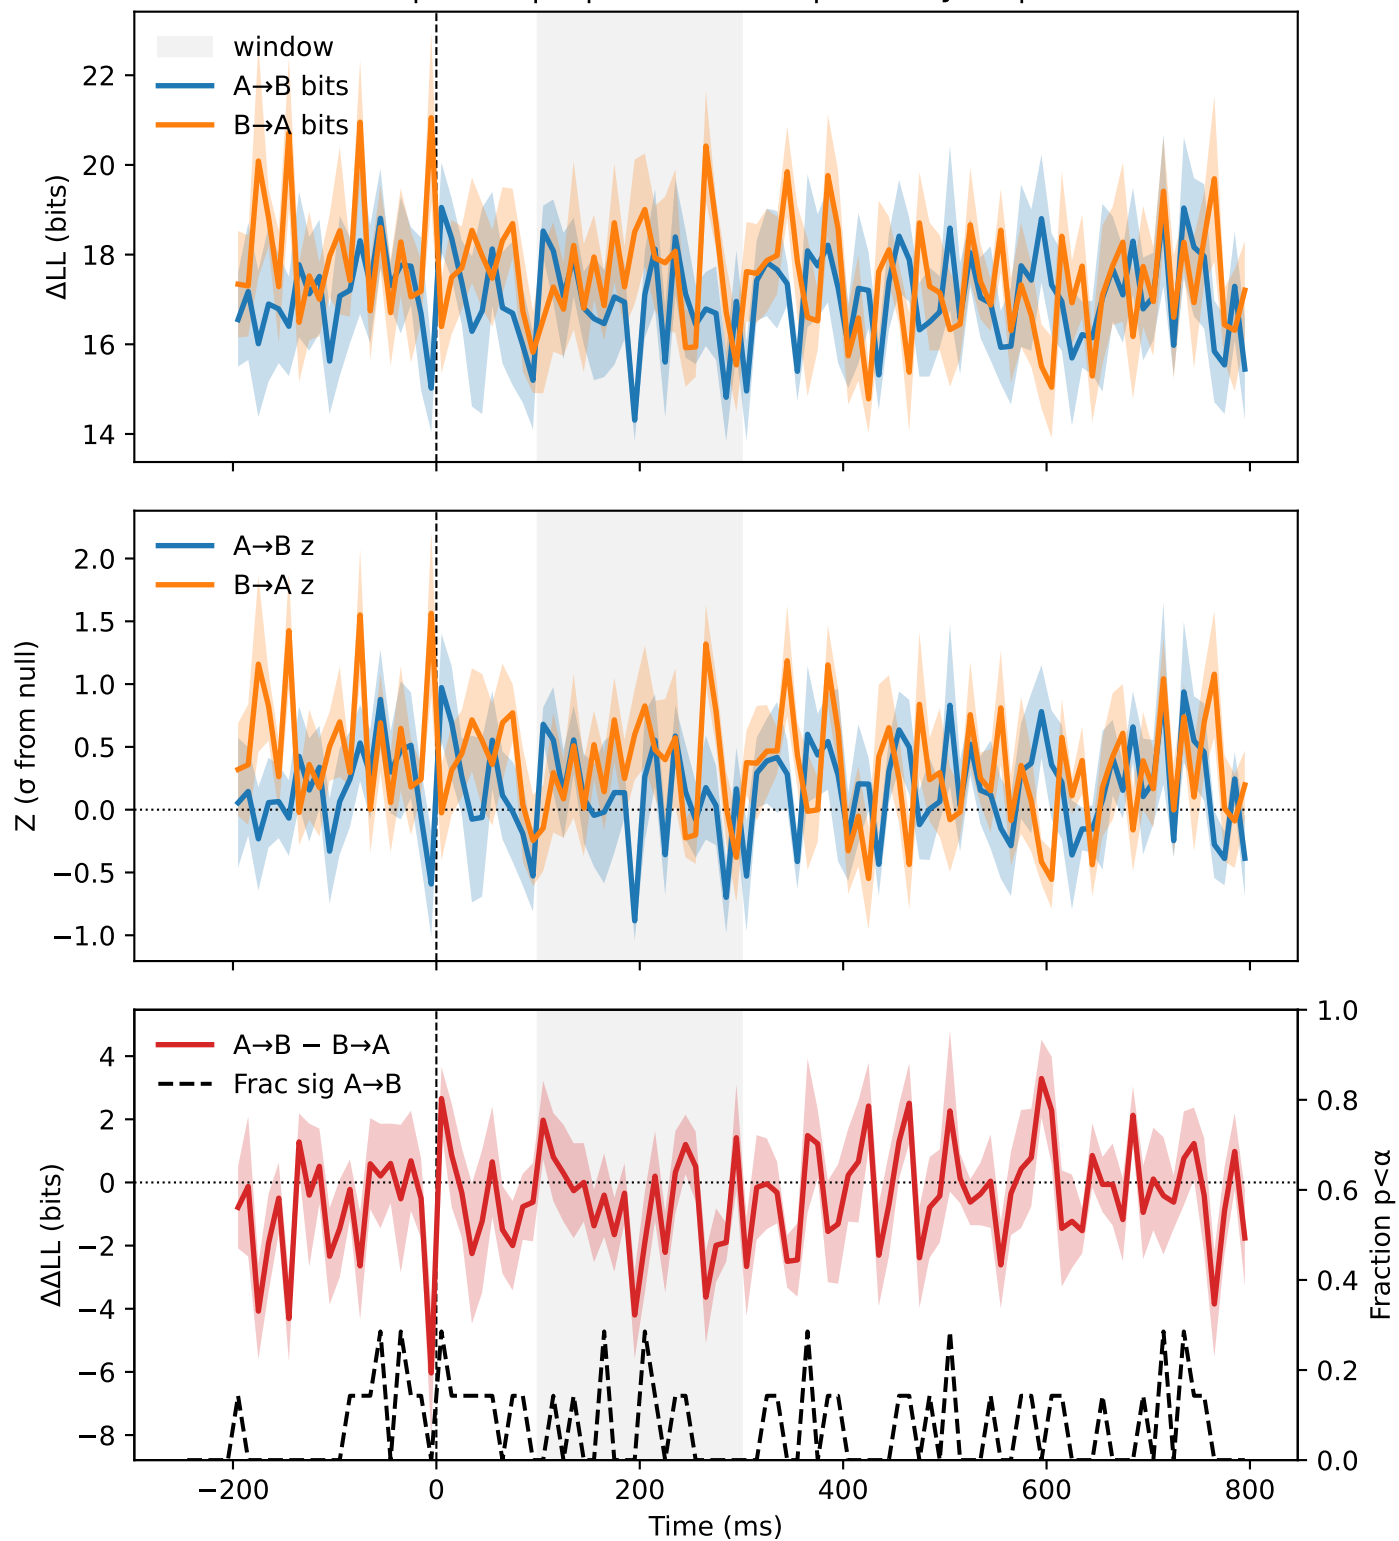 window
A→B bits
B→A bits
22
20
18
16
14
ΔLL (bits)
A→B z
B→A z
2.0
1.5
1.0
0.5
0.0
−0.5
−1.0
Z (σ from null)
A→B − B→A
Frac sig A→B
4
2
0
−2
−4
−6
−8
ΔΔLL (bits)
1.0
0.8
0.6
0.4
0.2
0.0
Fraction p<α
−200 0 200 400 600 800
Time (ms)